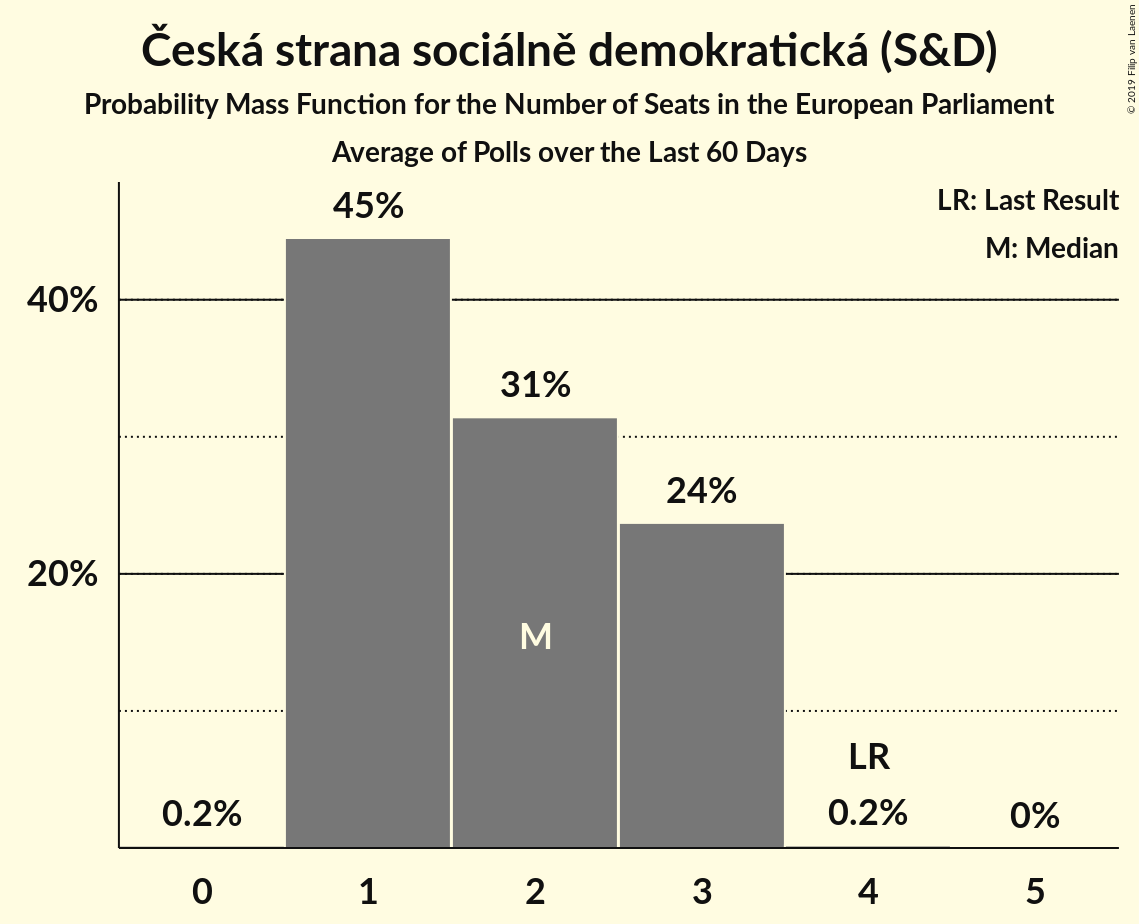 Česká strana sociálně demokratická (S&D)
Probability Mass Function for the Number of Seats in the European Parliament
Average of Polls over the Last 60 Days
© 2019 Filip van Laenen
LR: Last Result
M: Median
45%
40%
31%
24%
20%
M
LR
0.2%
0.2%
0%
0 1 2 3 4 5